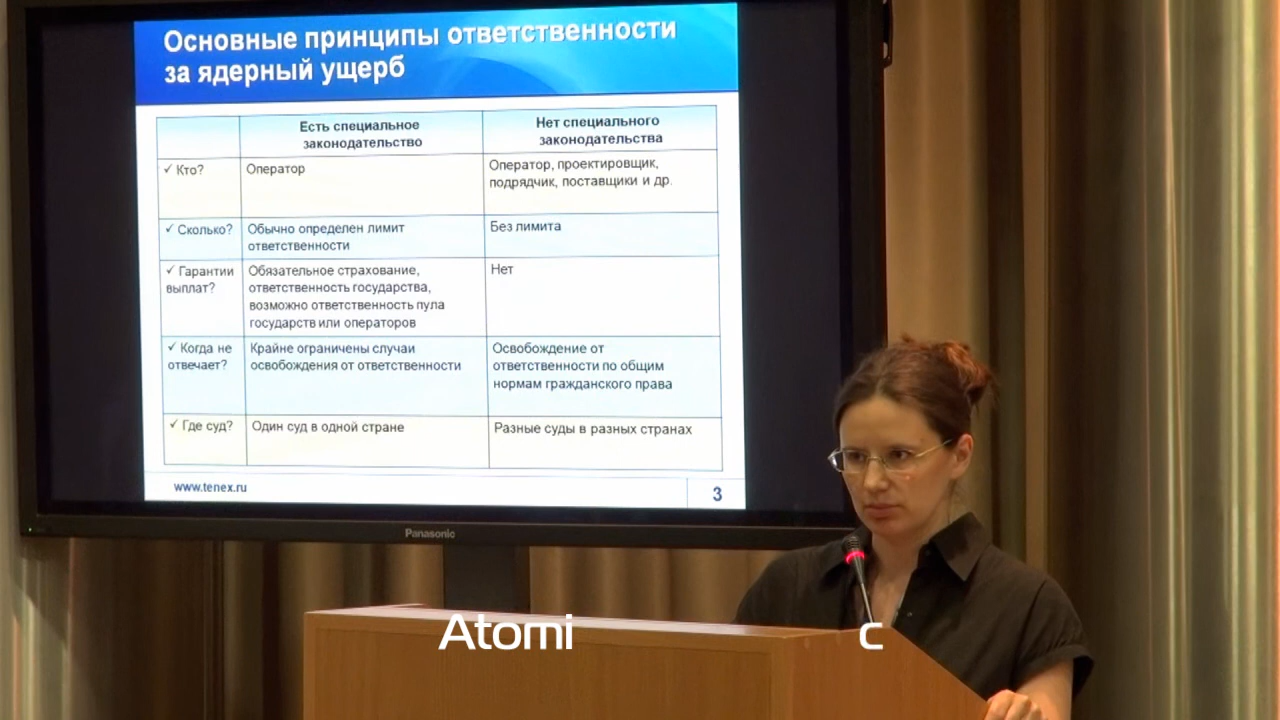 Основные принципы ответственности
за ядерный ущерб
Есть специальное
законодательство
Нет специального
законодательства
✓ Кто?
Оператор
Оператор, проектировщик,
подрядчик, поставщики и др.
✓ Сколько?
Обычно определен лимит
ответственности
Без лимита
✓ Гарантии
выплат?
Обязательное страхование,
ответственность государства,
возможно ответственность пула
государств или операторов
Нет
✓ Когда не
отвечает?
Крайне ограничены случаи
освобождения от ответственности
Освобождение от
ответственности по общим
нормам гражданского права
✓ Где суд?
Один суд в одной стране
Разные суды в разных странах
www.tenex.ru
3
Panasonic
Atomi c